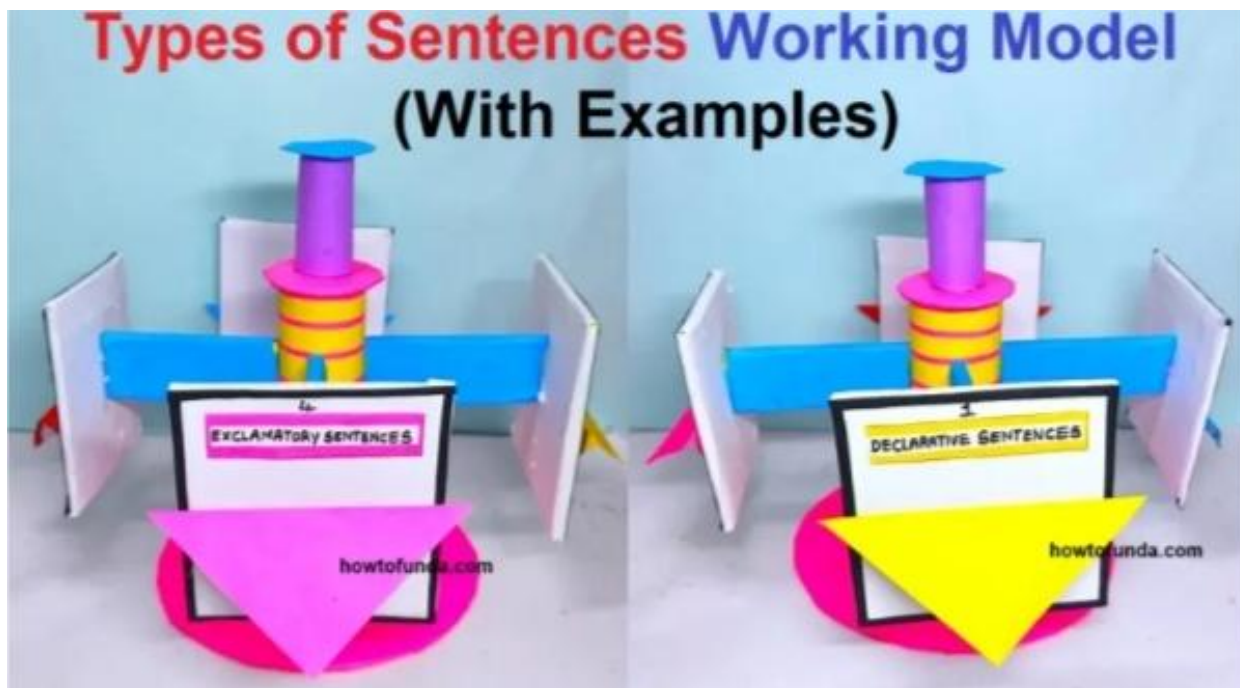 Types of Sentences Working Model
(With Examples)
4
EXCLAMATORY SENTENCES
howtofunda.com
1
DECLARATIVE SENTENCES
howtofunda.com